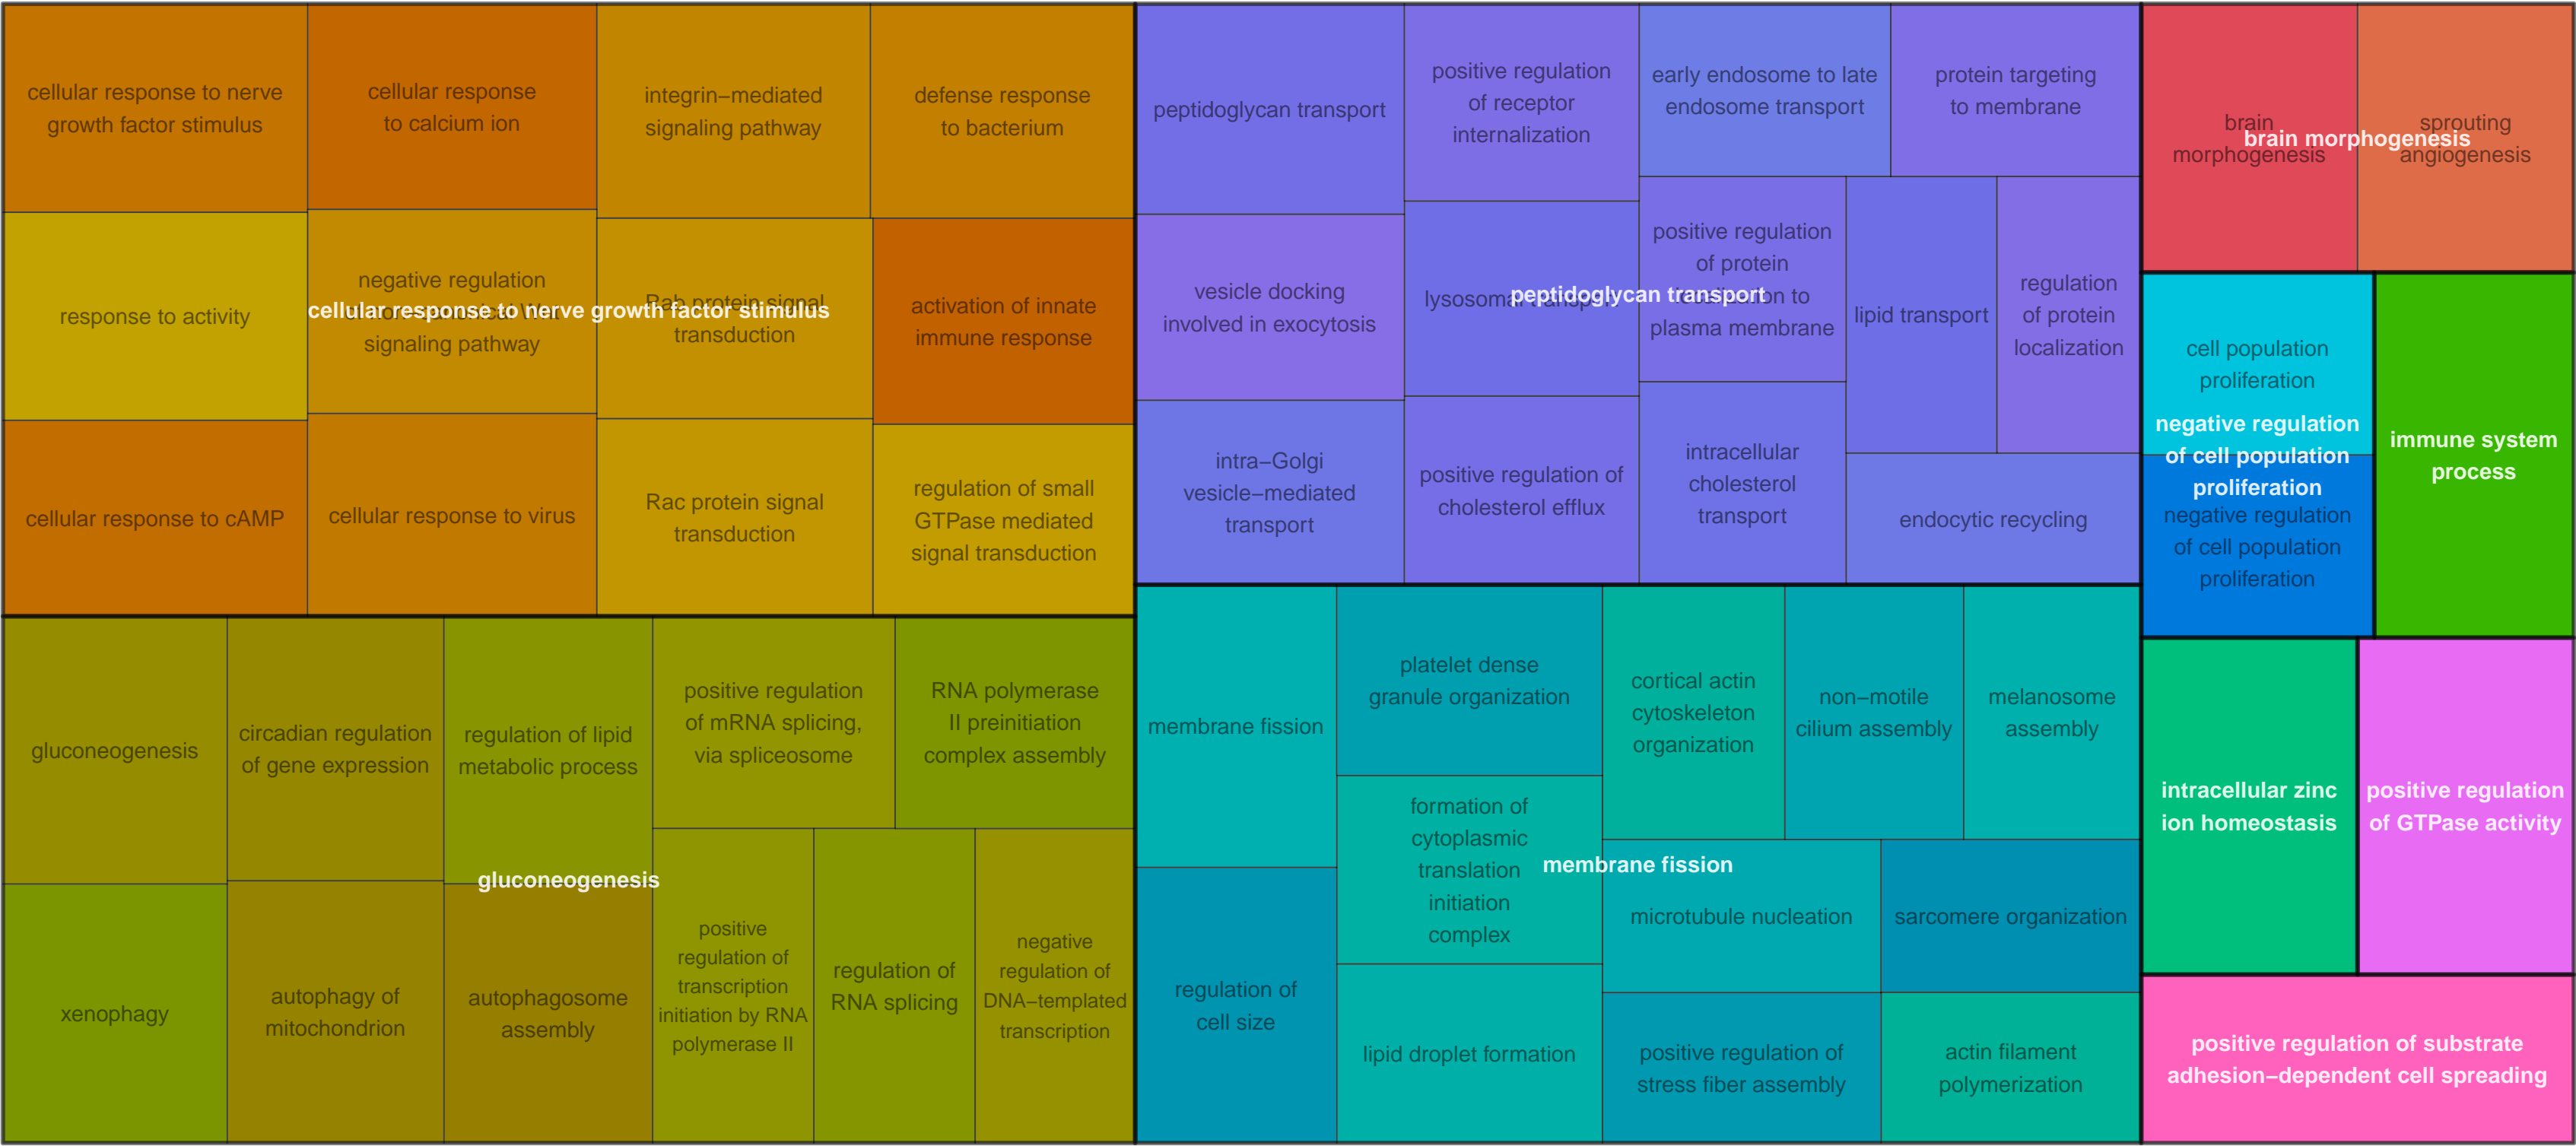 cellular response to nerve
growth factor stimulus
cellular response
to calcium ion
integrin−mediated
signaling pathway
defense response
to bacterium
response to activity
negative regulation
signaling pathway
Rab protein signal
transduction
activation of innate
immune response
cellular response to nerve growth factor stimulus
cellular response to cAMP
cellular response to virus
Rac protein signal
transduction
regulation of small
GTPase mediated
signal transduction
peptidoglycan transport
positive regulation
of receptor
internalization
early endosome to late
endosome transport
protein targeting
to membrane
vesicle docking
involved in exocytosis
lysosomal transport
positive regulation
of protein
to
plasma membrane
lipid transport
regulation
of protein
localization
peptidoglycan transport
intra−Golgi
vesicle−mediated
transport
positive regulation of
cholesterol efflux
intracellular
cholesterol
transport
endocytic recycling
brain
morphogenesis
sprouting
angiogenesis
brain morphogenesis
cell population
proliferation
negative regulation
of cell population
proliferation
negative regulation
of cell population
proliferation
immune system
process
gluconeogenesis
circadian regulation
of gene expression
regulation of lipid
metabolic process
positive regulation
of mRNA splicing,
via spliceosome
RNA polymerase
II preinitiation
complex assembly
gluconeogenesis
xenophagy
autophagy of
mitochondrion
autophagosome
assembly
positive
regulation of
transcription
initiation by RNA
polymerase II
regulation of
RNA splicing
negative
regulation of
DNA−templated
transcription
membrane fission
platelet dense
granule organization
cortical actin
cytoskeleton
organization
non−motile
cilium assembly
melanosome
assembly
formation of
cytoplasmic
translation
initiation
complex
membrane fission
microtubule nucleation
sarcomere organization
regulation of
cell size
lipid droplet formation
positive regulation of
stress fiber assembly
actin filament
polymerization
intracellular zinc
ion homeostasis
positive regulation
of GTPase activity
positive regulation of substrate
adhesion−dependent cell spreading